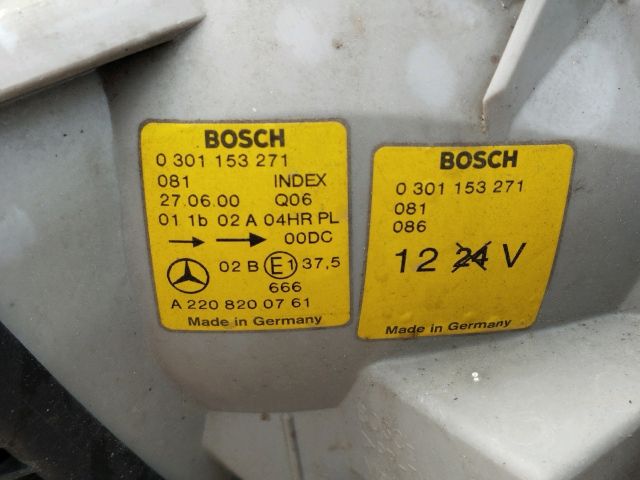 BOSCH
0 301 153 271
081 INDEX
27.06.00 Q06
01 1b 02 A 04HR PL
00DC
02 B E1 37,5
666
A 220 820 07 61
Made in Germany
BOSCH
0 301 153 271
081
086
12 24 V
Made in Germany